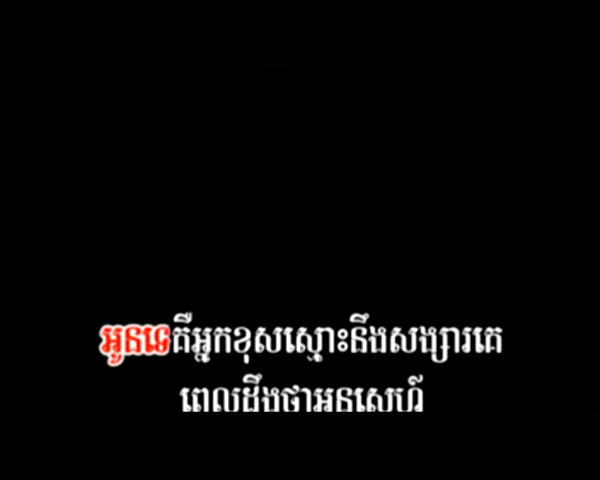 អូនទេគឺអ្នកខុសស្មោះនឹងសង្សារគេ
ពេលដឹងថាអូនសេហ៍